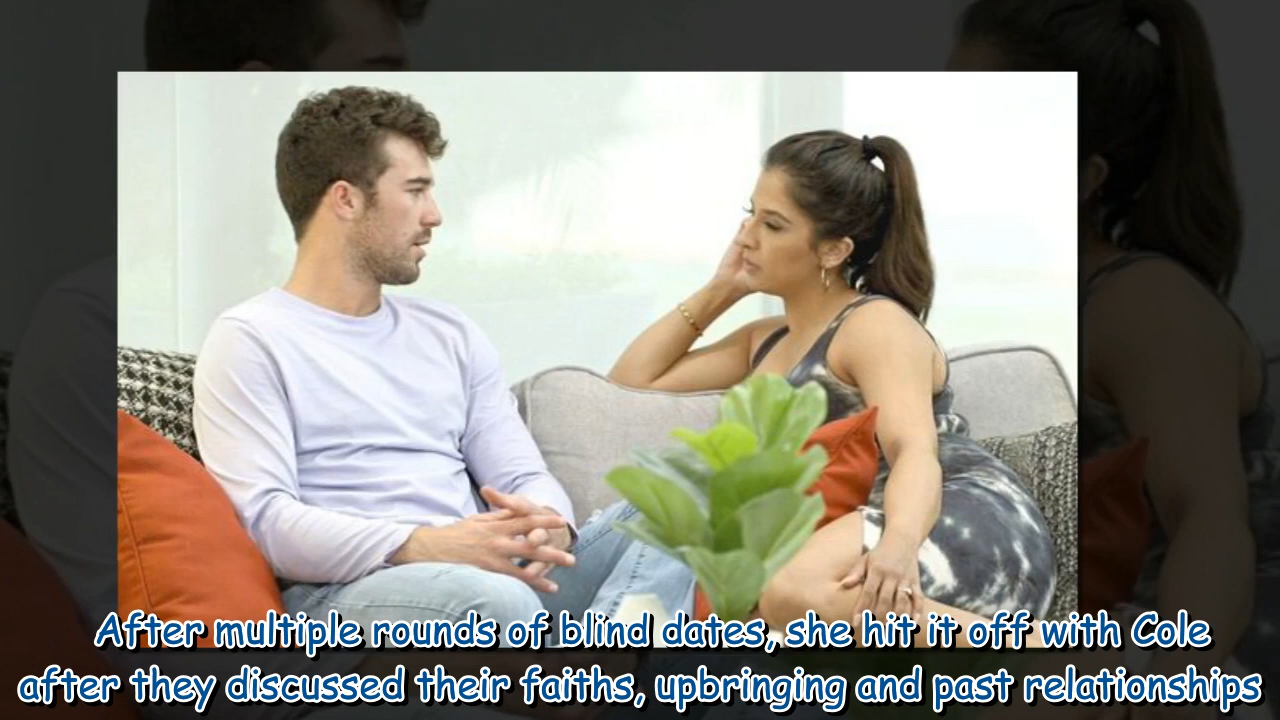 After multiple rounds of blind dates, she hit it off with Cole
after they discussed their faiths, upbringing and past relationships